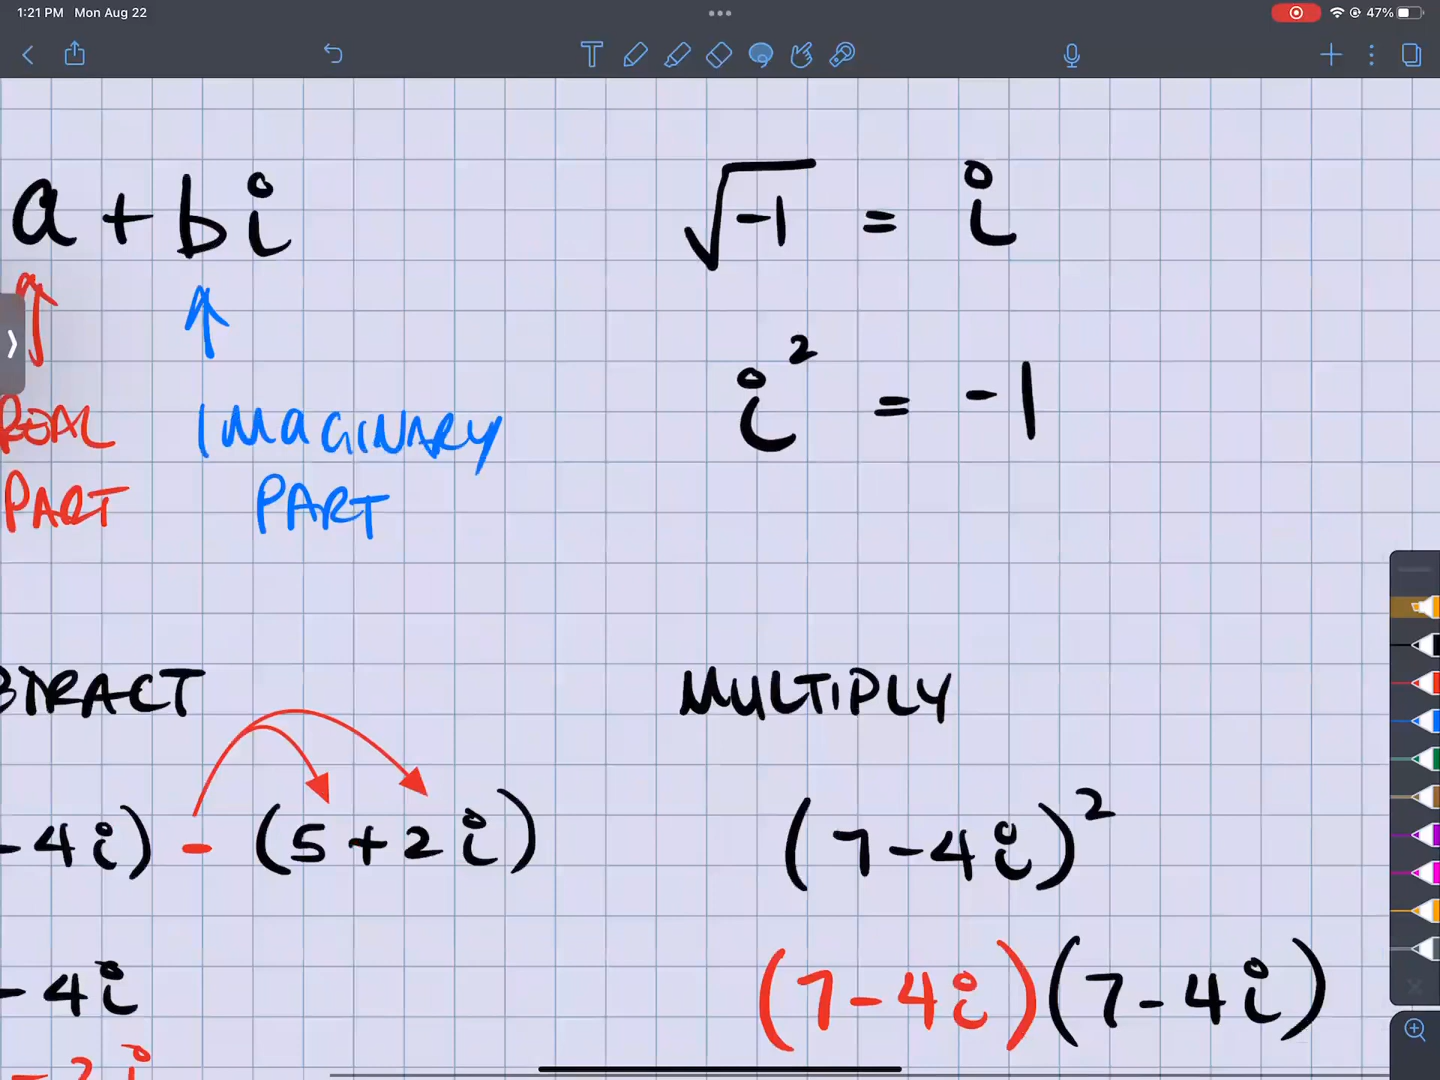 1:21 PM Mon Aug 22
47%
a + bi
√-1 = i
i² = -1
REAL
PART
IMAGINARY
PART
BTRACT
MULTIPLY
- 4i) - (5 + 2i)
(7 - 4i)²
- 4i
(7 - 4i)(7 - 4i)
- 2i